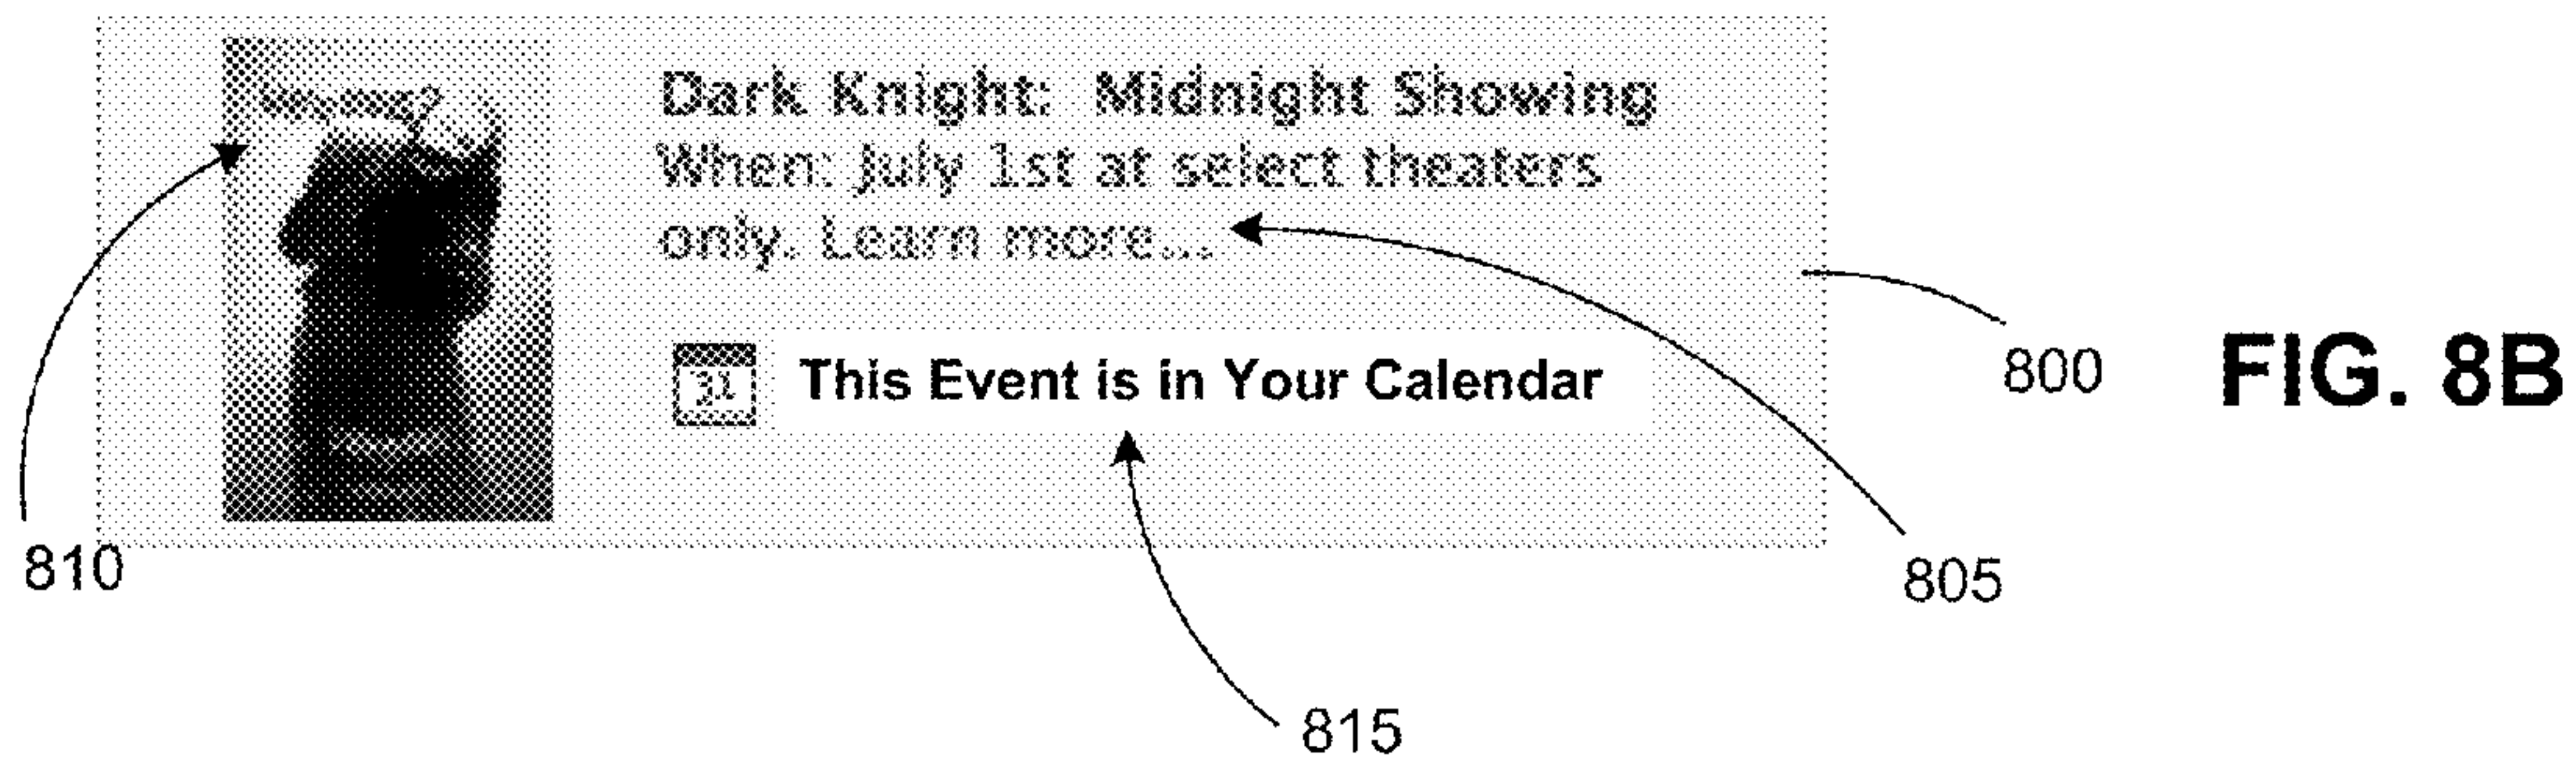 Dark Knight: Midnight Showing
When: July 1st at select theaters
only. Learn more...
31
This Event is in Your Calendar
800
FIG. 8B
810
805
815